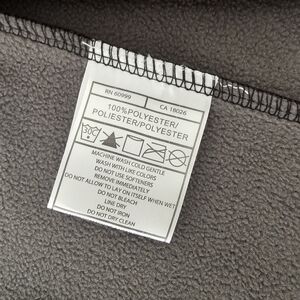 RN 60999
CA 18026
100%POLYESTER/
POLIESTER/POLYESTER
30C
MACHINE WASH COLD GENTLE
WASH WITH LIKE COLORS
DO NOT USE SOFTENERS
REMOVE IMMEDIATELY
DO NOT ALLOW TO LAY ON ITSELF WHEN WET
DO NOT BLEACH
LINE DRY
DO NOT IRON
DO NOT DRY CLEAN